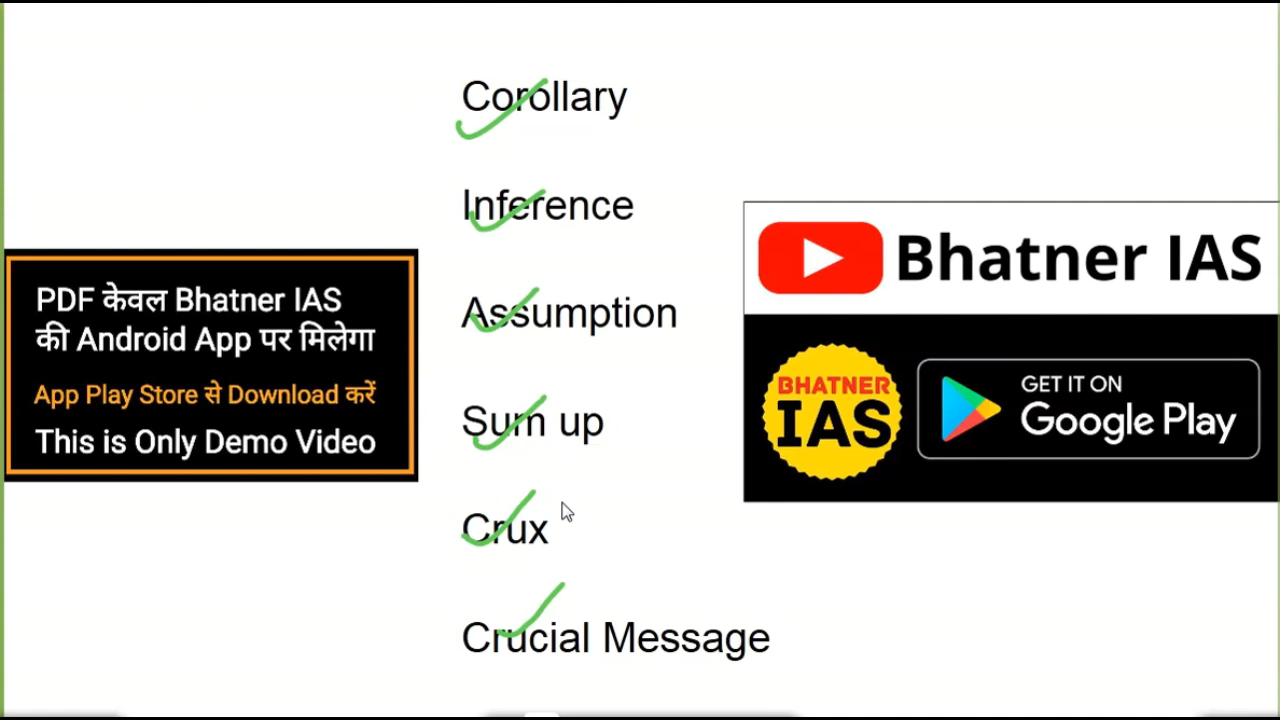 Corollary
Inference
Assumption
Sum up
Crux
Crucial Message
PDF केवल Bhatner IAS
की Android App पर मिलेगा
App Play Store से Download करें
This is Only Demo Video
Bhatner IAS
BHATNER
IAS
GET IT ON
Google Play